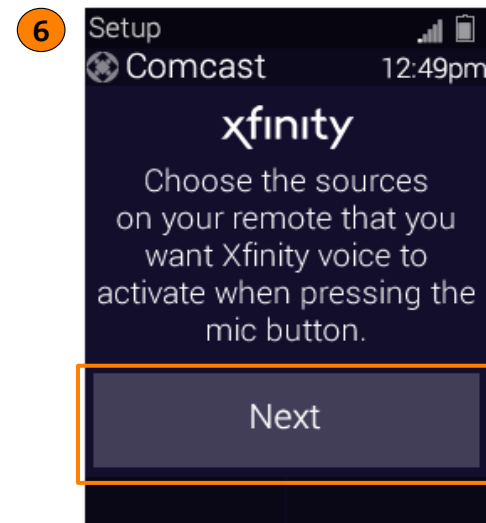 6
Setup
Comcast 12:49pm
xfinity
Choose the sources
on your remote that you
want Xfinity voice to
activate when pressing the
mic button.
Next